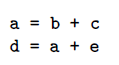 a = b + c
d = a + e